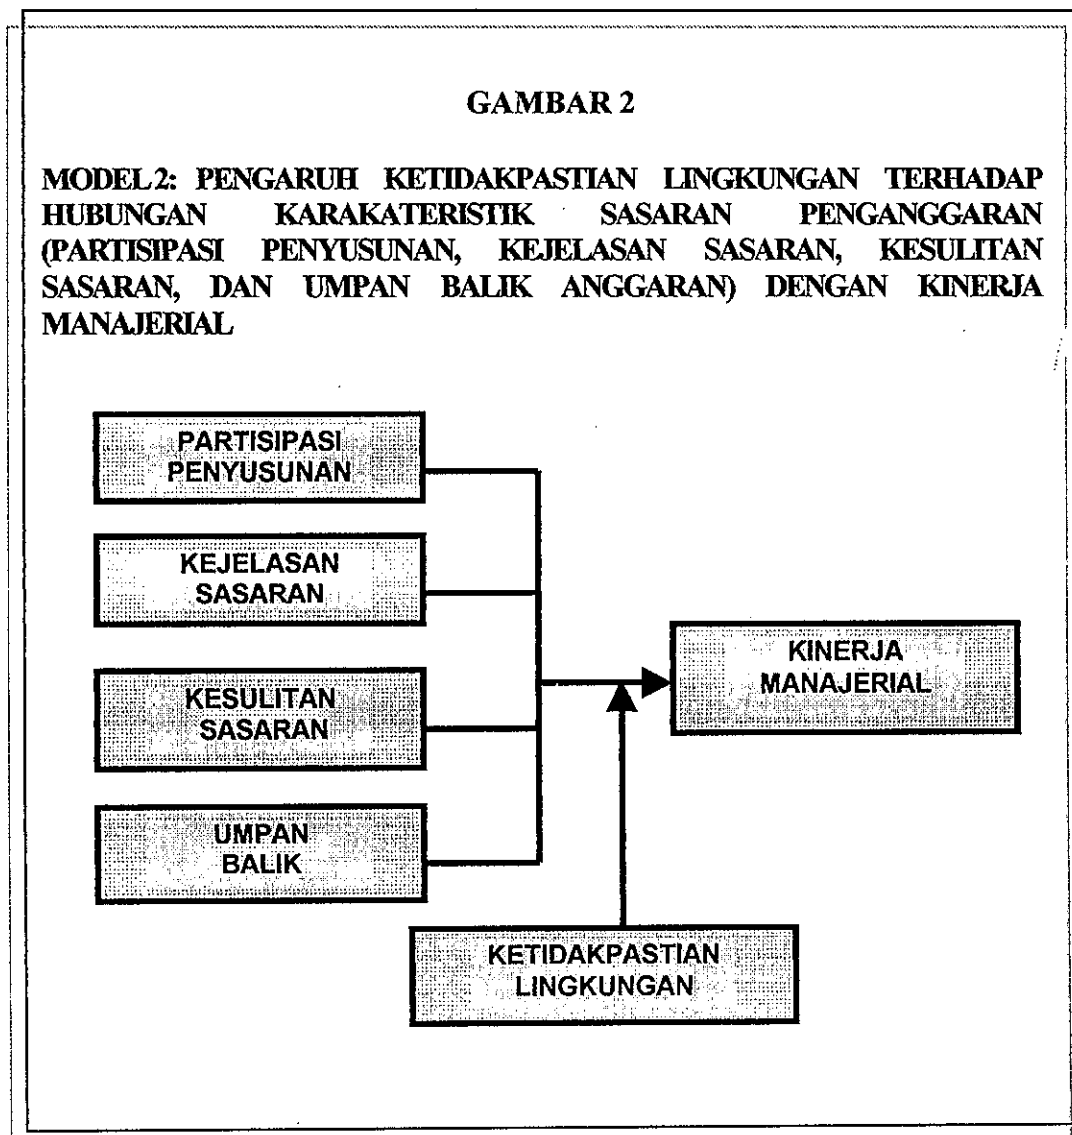 GAMBAR 2
MODEL 2: PENGARUH KETIDAKPASTIAN LINGKUNGAN TERHADAP
HUBUNGAN KARAKATERISTIK SASARAN PENGANGGARAN
(PARTISIPASI PENYUSUNAN, KEJELASAN SASARAN, KESULITAN
SASARAN, DAN UMPAN BALIK ANGGARAN) DENGAN KINERJA
MANAJERIAL
PARTISIPASI
PENYUSUNAN
KEJELASAN
SASARAN
KESULITAN
SASARAN
UMPAN
BALIK
KINERJA
MANAJERIAL
KETIDAKPASTIAN
LINGKUNGAN